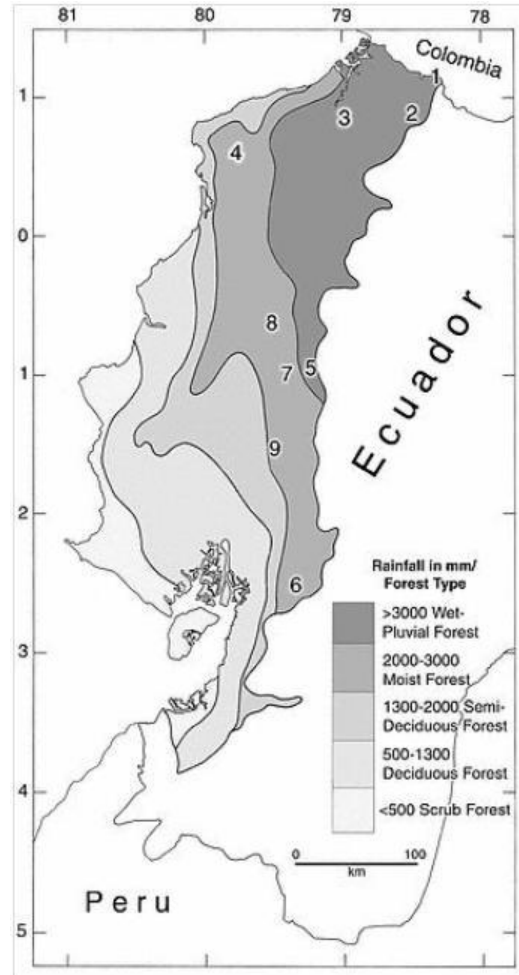 81 80 79 78
Colombia
1
1
2
3
4
0
8
5
7
1
Ecuador
9
2
6
Rainfall in mm/
Forest Type
>3000 Wet-
Pluvial Forest
2000-3000
Moist Forest
1300-2000 Semi-
Deciduous Forest
500-1300
Deciduous Forest
<500 Scrub Forest
3
4
0 100
km
Peru
5